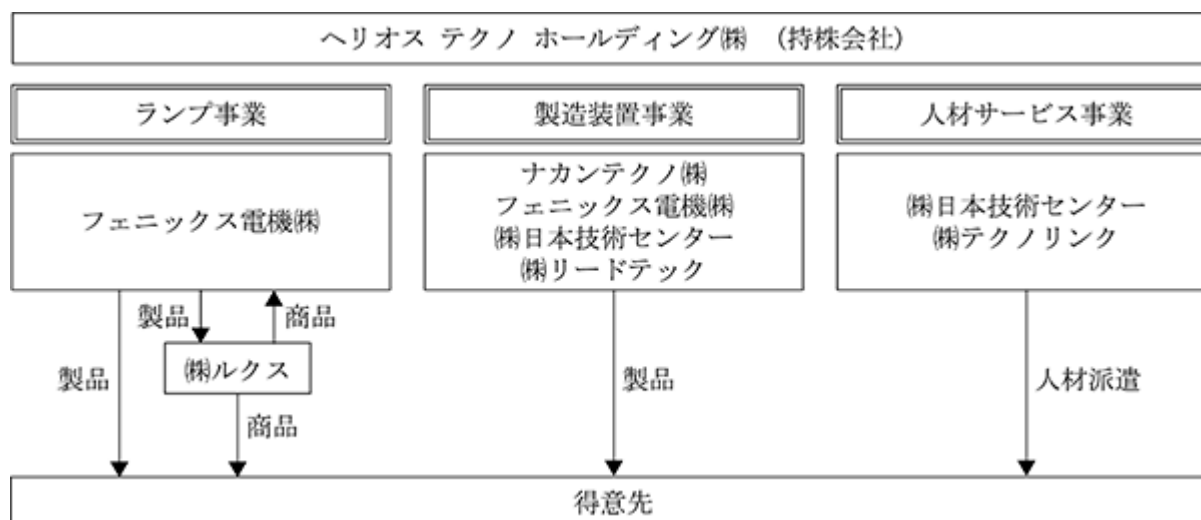 ヘリオス テクノ ホールディング㈱ （持株会社）
ランプ事業
製造装置事業
人材サービス事業
フェニックス電機㈱
ナカンテクノ㈱
フェニックス電機㈱
㈱日本技術センター
㈱リードテック
㈱日本技術センター
㈱テクノリンク
製品
商品
㈱ルクス
製品
商品
製品
人材派遣
得意先